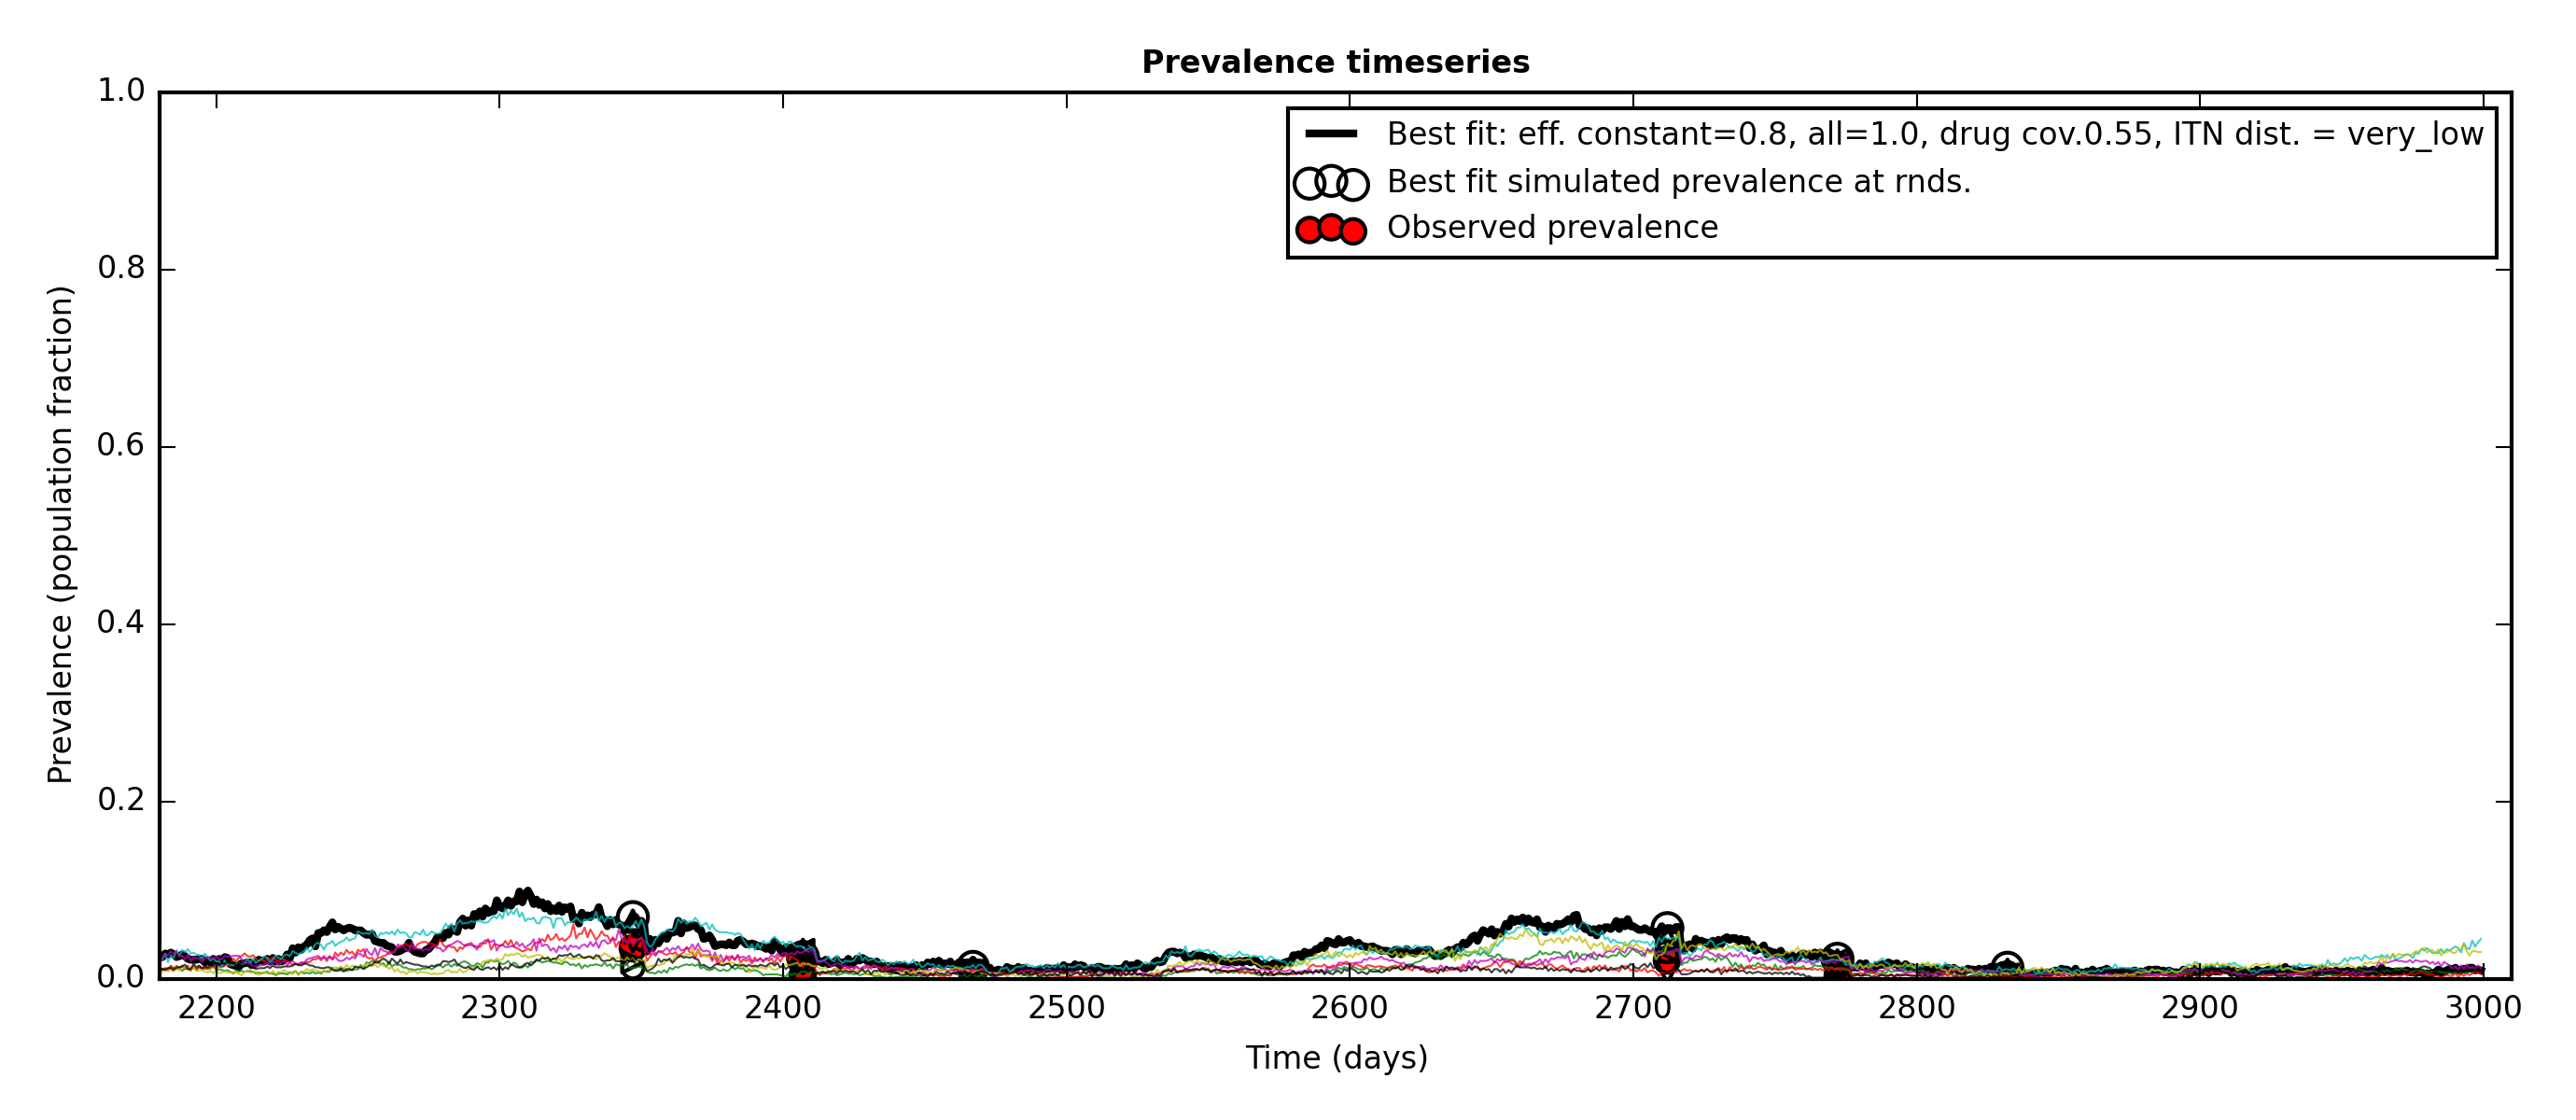 Prevalence timeseries
Best fit: eff. constant=0.8, all=1.0, drug cov.0.55, ITN dist. = very_low
Best fit simulated prevalence at rnds.
Observed prevalence
Prevalence (population fraction)
1.0
0.8
0.6
0.4
0.2
0.0
2200 2300 2400 2500 2600 2700 2800 2900 3000
Time (days)